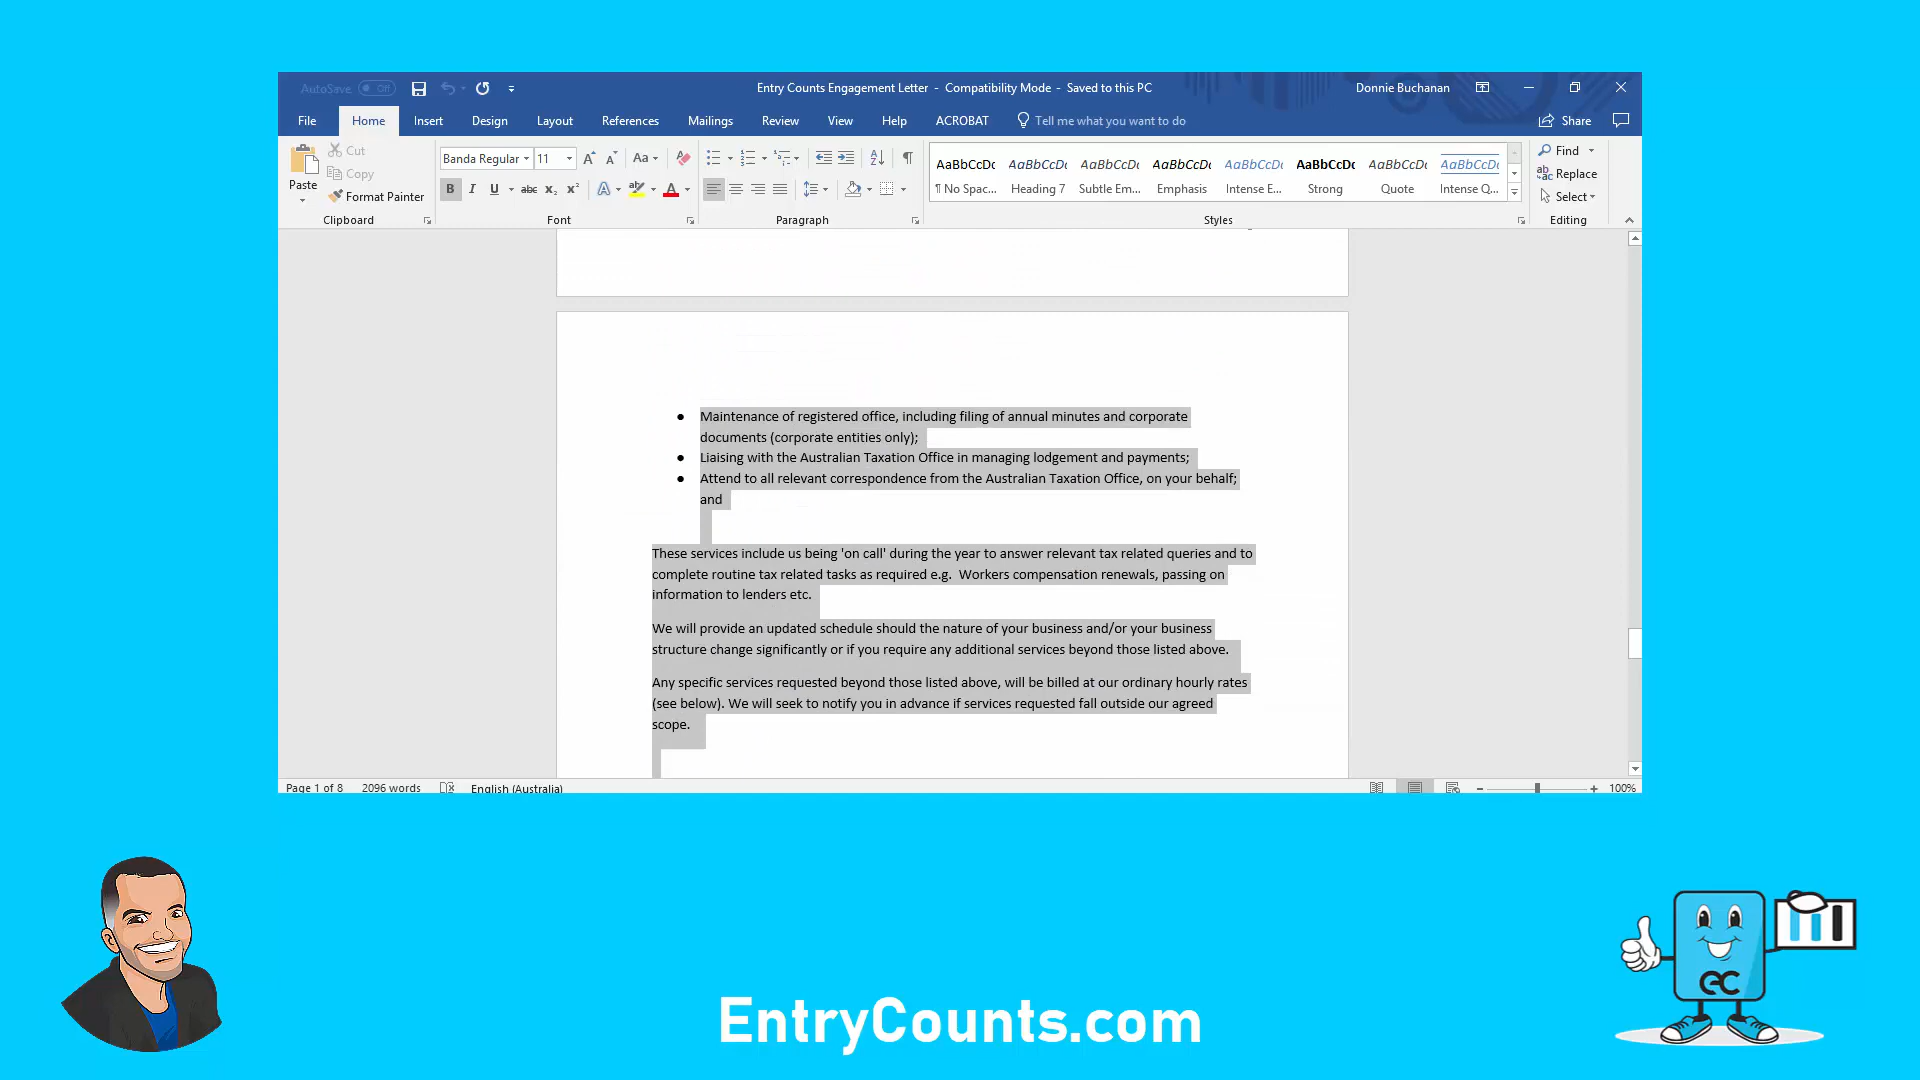 AutoSave Off
Entry Counts Engagement Letter - Compatibility Mode - Saved to this PC
Donnie Buchanan
File Home Insert Design Layout References Mailings Review View Help ACROBAT Tell me what you want to do Share
Paste
Cut
Copy
Format Painter
Clipboard
Banda Regular 11
Font
Paragraph
AaBbCcDc AaBbCcDc AaBbCcDc AaBbCcDc AaBbCcDc AaBbCcDc AaBbCcDc AaBbCcDc
¶ No Spac... Heading 7 Subtle Em... Emphasis Intense E... Strong Quote Intense Q...
Styles
Find
Replace
Select
Editing
● Maintenance of registered office, including filing of annual minutes and corporate
documents (corporate entities only);
● Liaising with the Australian Taxation Office in managing lodgement and payments;
● Attend to all relevant correspondence from the Australian Taxation Office, on your behalf;
and
These services include us being 'on call' during the year to answer relevant tax related queries and to
complete routine tax related tasks as required e.g.  Workers compensation renewals, passing on
information to lenders etc.
We will provide an updated schedule should the nature of your business and/or your business
structure change significantly or if you require any additional services beyond those listed above.
Any specific services requested beyond those listed above, will be billed at our ordinary hourly rates
(see below). We will seek to notify you in advance if services requested fall outside our agreed
scope.
Page 1 of 8 2096 words English (Australia) 100%
ec
EntryCounts.com